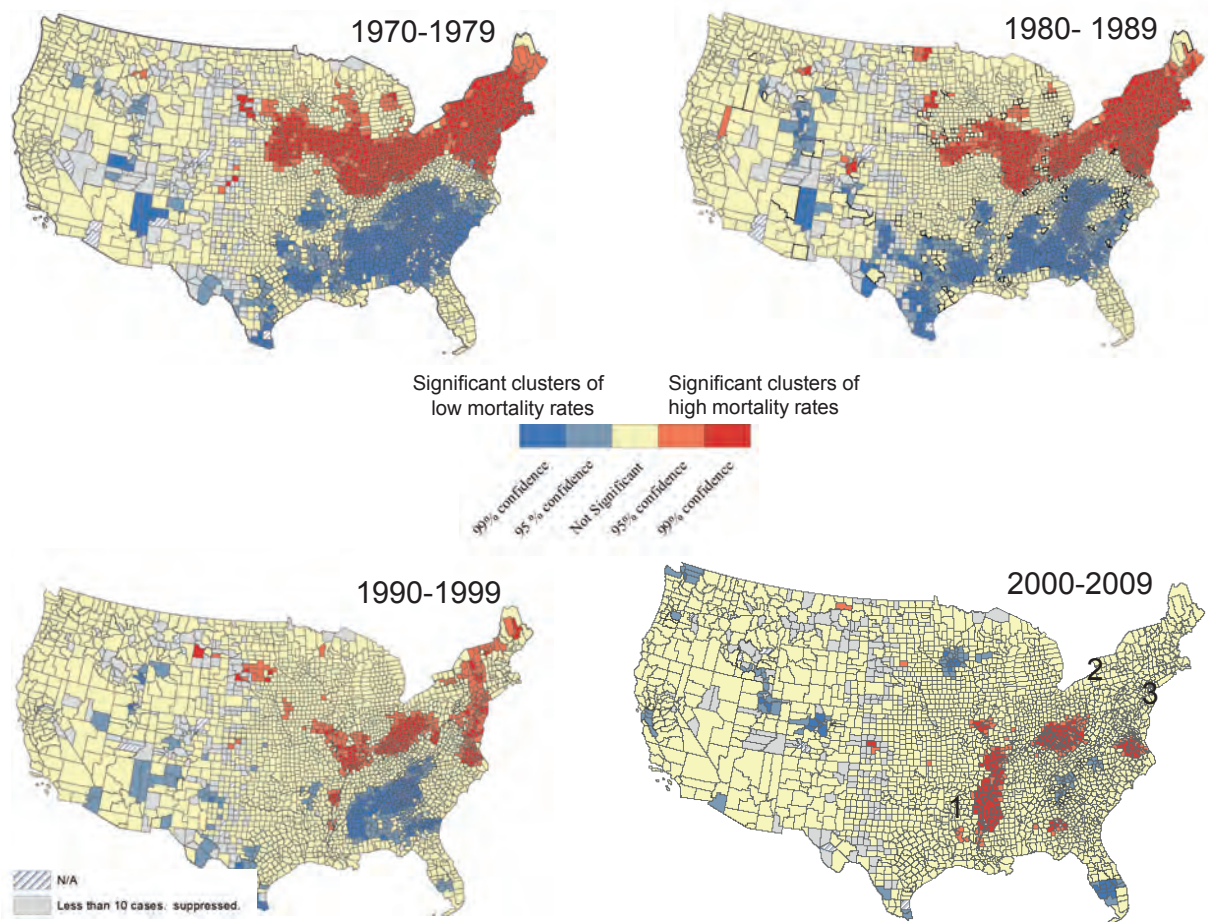 1970-1979
1980- 1989
Significant clusters of
low mortality rates
Significant clusters of
high mortality rates
99% confidence
95 % confidence
Not Significant
95% confidence
99% confidence
1990-1999
2000-2009
2
3
1
N/A
Less than 10 cases. suppressed.